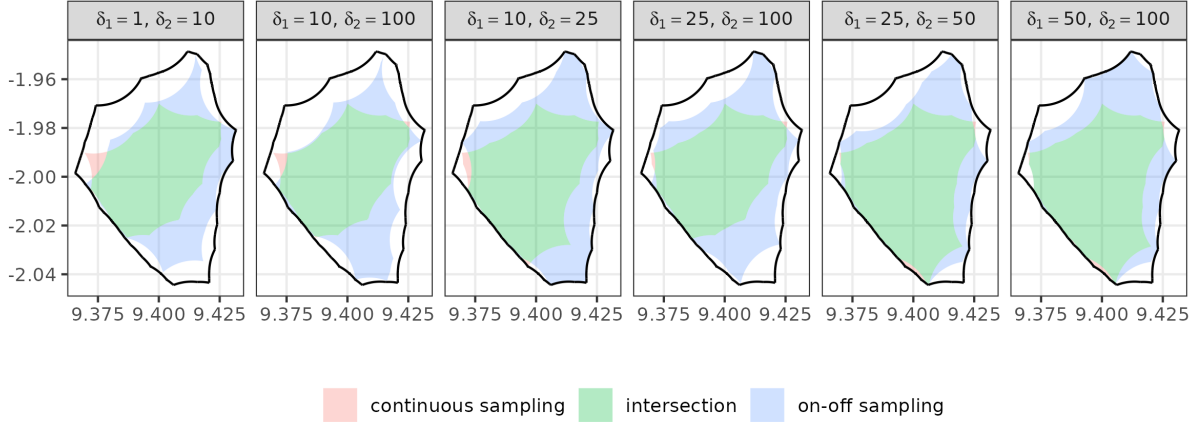 δ₁ = 1, δ₂ = 10
δ₁ = 10, δ₂ = 100
δ₁ = 10, δ₂ = 25
δ₁ = 25, δ₂ = 100
δ₁ = 25, δ₂ = 50
δ₁ = 50, δ₂ = 100
-1.96
-1.98
-2.00
-2.02
-2.04
9.375 9.400 9.425
9.375 9.400 9.425
9.375 9.400 9.425
9.375 9.400 9.425
9.375 9.400 9.425
9.375 9.400 9.425
continuous sampling
intersection
on-off sampling